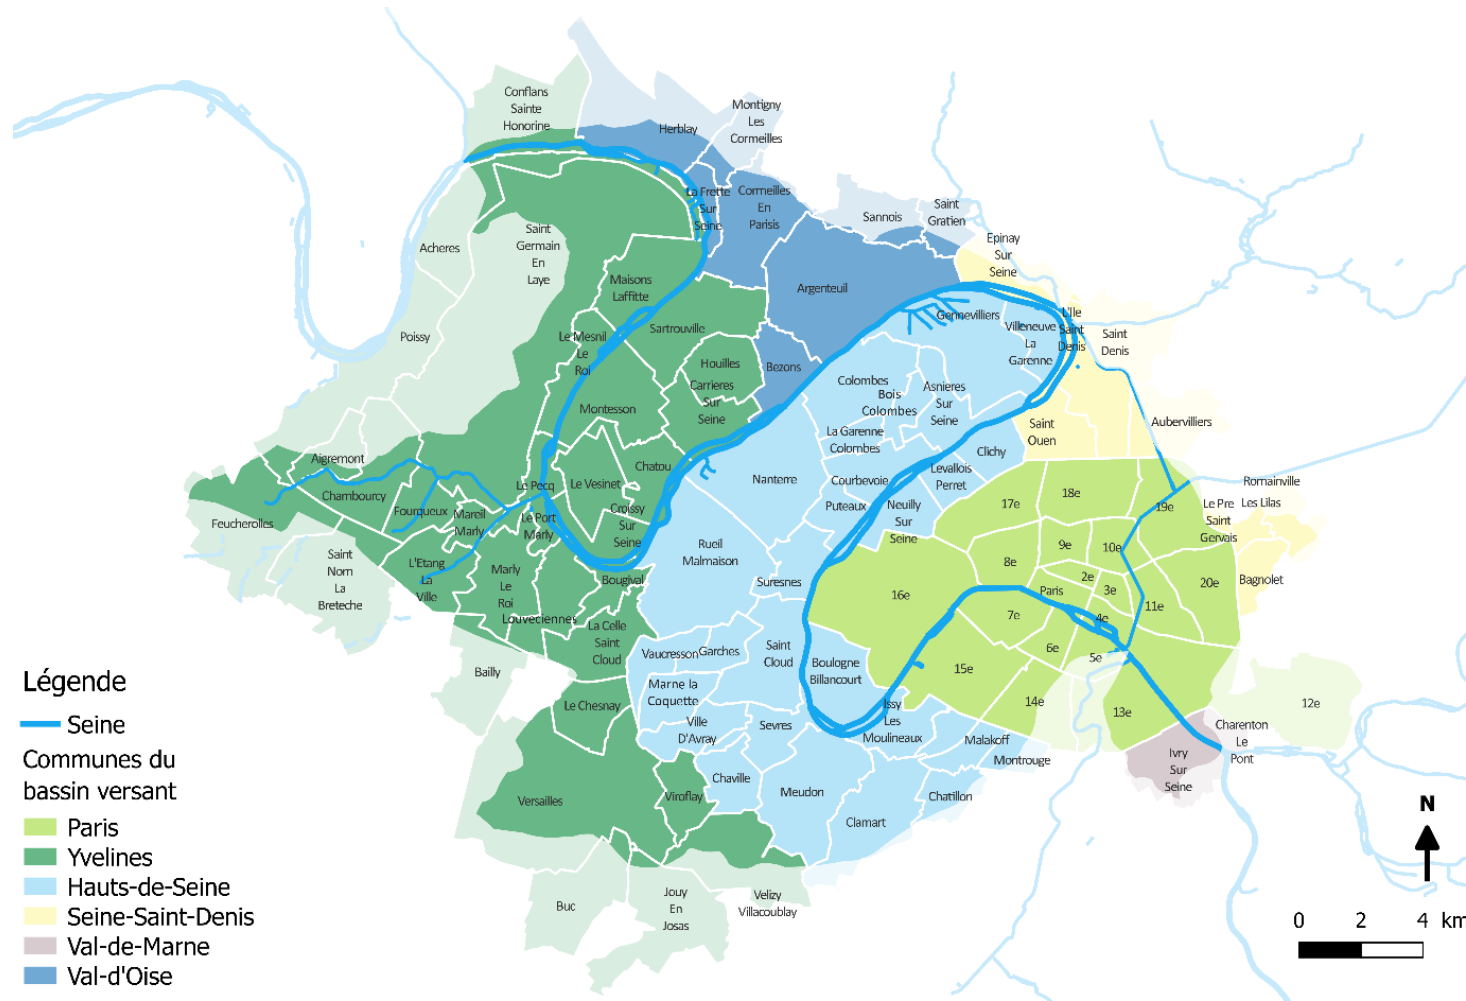 Conflans
Sainte
Honorine
Herblay
Montigny
Les
Cormeilles
La Frette
Sur
Seine
Cormeilles
En
Parisis
Sannois
Saint
Gratien
Epinay
Sur
Seine
Acheres
Saint
Germain
En
Laye
Maisons
Laffitte
Argenteuil
Gennevilliers
Villeneuve
La
Garenne
L'Ile
Saint
Denis
Saint
Denis
Poissy
Le Mesnil
Le
Roi
Sartrouville
Houilles
Carrieres
Sur
Seine
Bezons
Colombes
Bois
Colombes
Asnieres
Sur
Seine
Montesson
La Garenne
Colombes
Saint
Ouen
Aubervilliers
Aigremont
Chambourcy
Fourqueux
Mareil
Marly
Le Pecq
Le Vesinet
Chatou
Croissy
Sur
Seine
Le Port
Marly
Nanterre
Courbevoie
Puteaux
Levallois
Perret
Clichy
Neuilly
Sur
Seine
17e
18e
19e
Romainville
Le Pre
Saint
Gervais
Les Lilas
Bagnolet
Feucherolles
Saint
Nom
La
Breteche
L'Etang
La
Ville
Marly
Le
Roi
Louveciennes
Bougival
La Celle
Saint
Cloud
Rueil
Malmaison
Suresnes
8e
9e
10e
2e
3e
Paris
4e
11e
20e
16e
7e
6e
5e
15e
14e
13e
12e
Bailly
Vaucresson
Garches
Saint
Cloud
Boulogne
Billancourt
Marne la
Coquette
Le Chesnay
Ville
D'Avray
Sevres
Issy
Les
Moulineaux
Malakoff
Montrouge
Charenton
Le
Pont
Ivry
Sur
Seine
Versailles
Viroflay
Chaville
Meudon
Chatillon
Clamart
Buc
Jouy
En
Josas
Velizy
Villacoublay
Légende
Seine
Communes du
bassin versant
Paris
Yvelines
Hauts-de-Seine
Seine-Saint-Denis
Val-de-Marne
Val-d'Oise
N
0 2 4 km